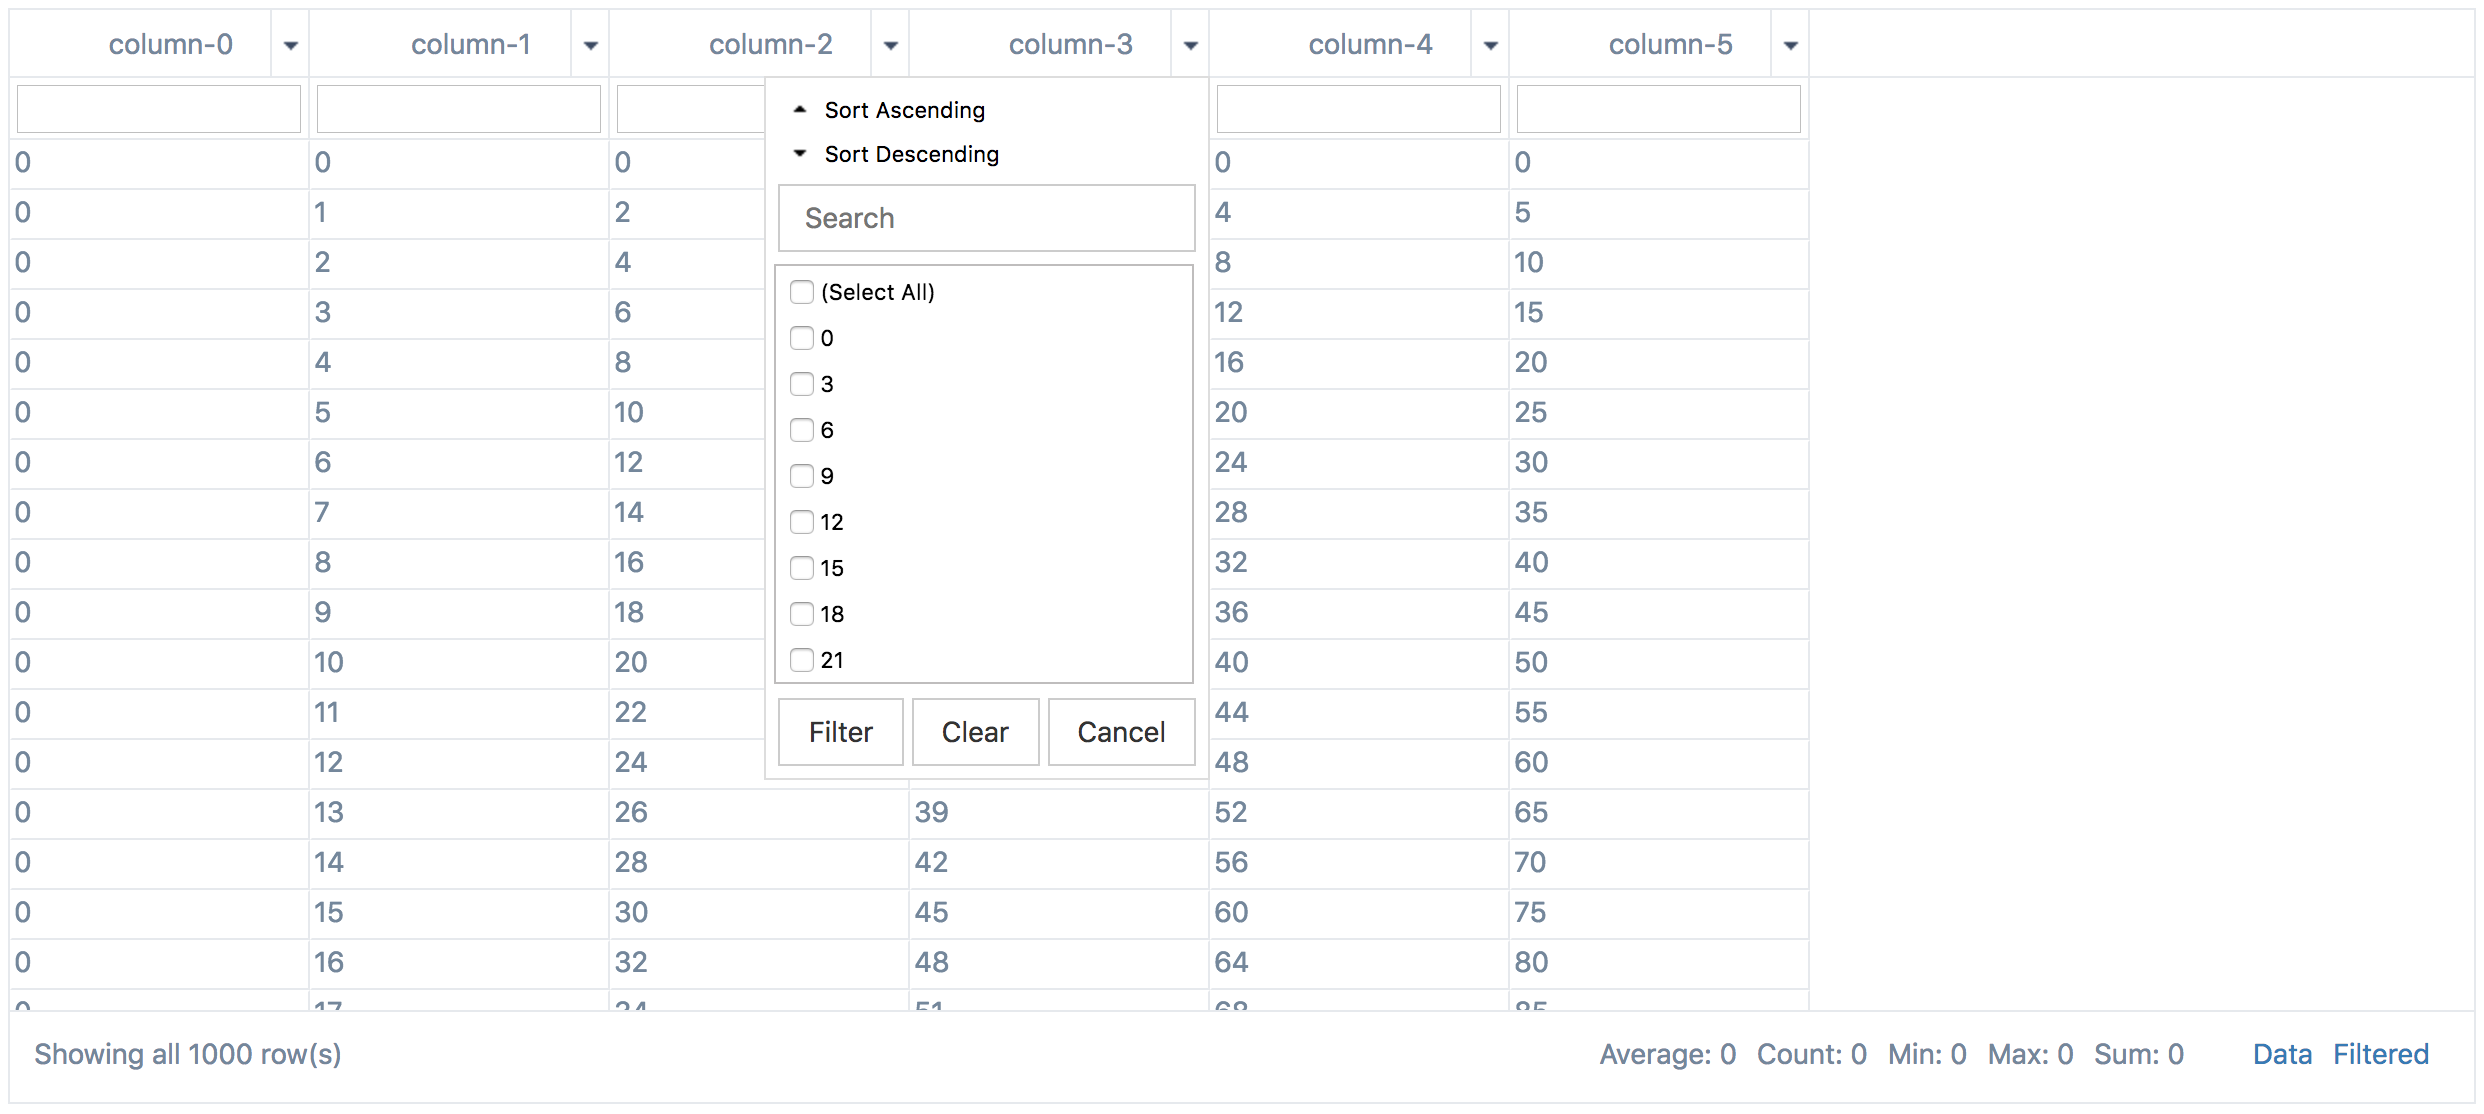 column-0 column-1 column-2 column-3 column-4 column-5
Sort Ascending
Sort Descending
0 0 0 0 0
Search
0 1 2 4 5
0 2 4 8 10
(Select All)
0 3 6 12 15
0
0 4 8 16 20
3
0 5 10 20 25
6
0 6 12 24 30
9
0 7 14 28 35
12
0 8 16 32 40
15
0 9 18 36 45
18
0 10 20 40 50
21
0 11 22 44 55
Filter Clear Cancel
0 12 24 48 60
0 13 26 39 52 65
0 14 28 42 56 70
0 15 30 45 60 75
0 16 32 48 64 80
0 17 34 51 68 85
Showing all 1000 row(s) Average: 0 Count: 0 Min: 0 Max: 0 Sum: 0 Data Filtered